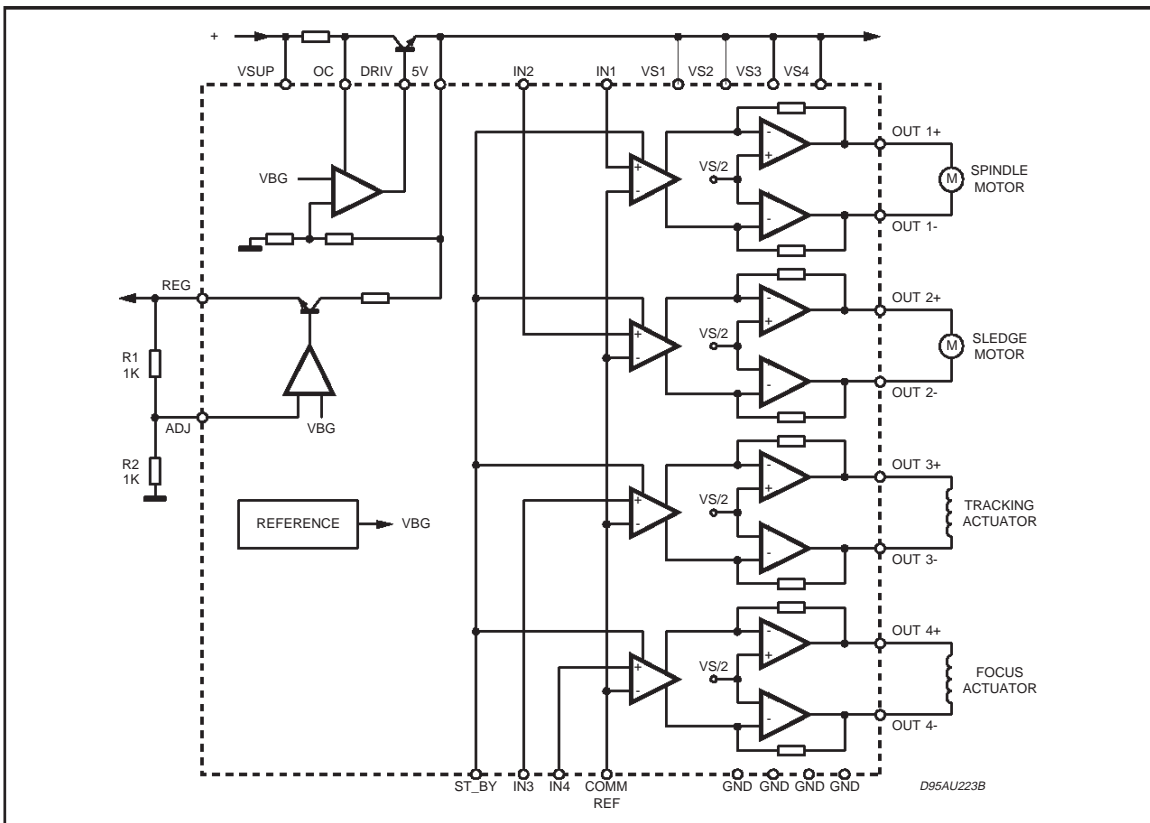 +
VSUP OC DRIV 5V IN2 IN1 VS1 VS2 VS3 VS4
OUT 1+
+
-
-
+
VS/2
M
SPINDLE
MOTOR
-
OUT 1-
VBG
REG
OUT 2+
+
-
-
+
VS/2
M
SLEDGE
MOTOR
-
OUT 2-
R1
1K
ADJ
VBG
R2
1K
OUT 3+
+
-
-
+
VS/2
TRACKING
ACTUATOR
-
OUT 3-
REFERENCE
VBG
OUT 4+
+
-
-
+
VS/2
FOCUS
ACTUATOR
-
OUT 4-
ST_BY IN3 IN4 COMM
REF
GND GND GND GND
D95AU223B